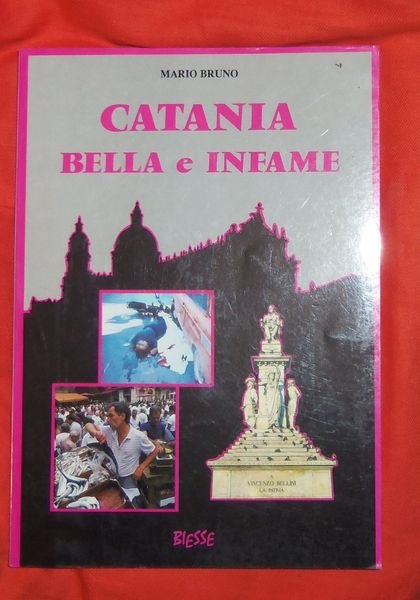 MARIO BRUNO
CATANIA
BELLA e INFAME
A
VINCENZO BELLINI
LA PATRIA
BIESSE